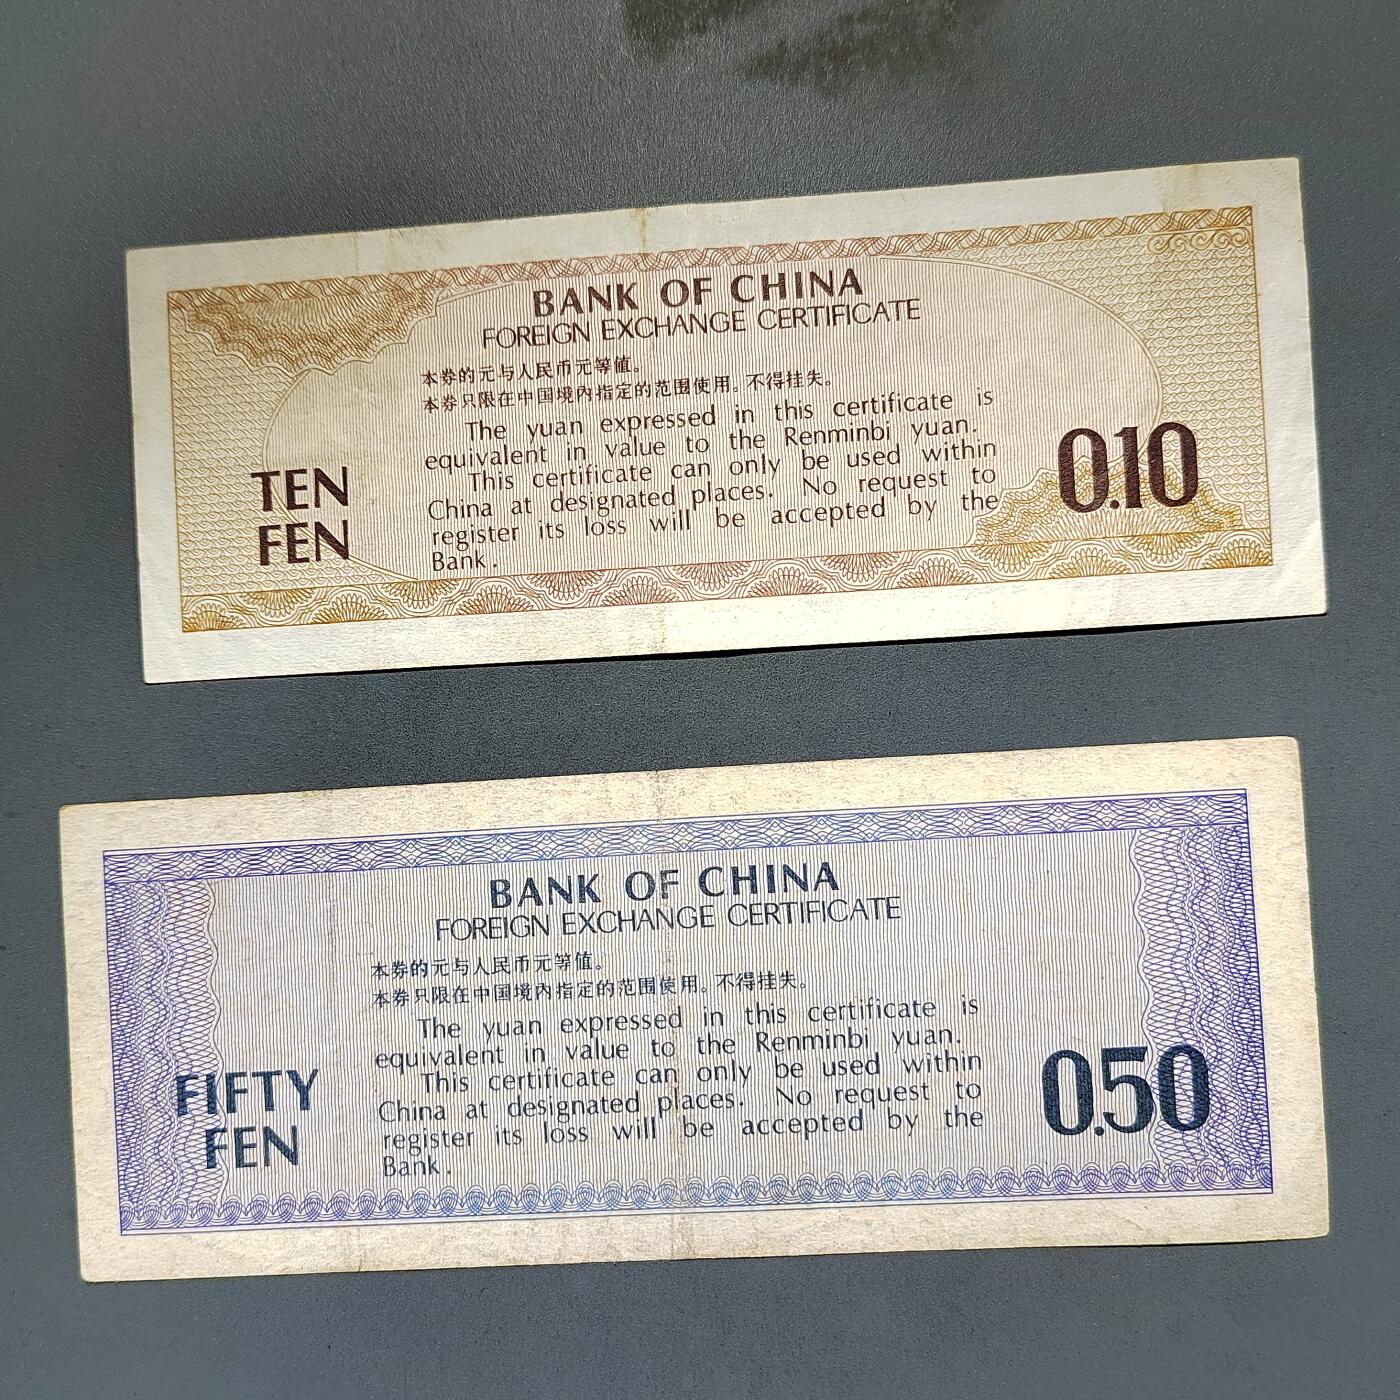 BANK OF CHINA
FOREIGN EXCHANGE CERTIFICATE
本券的元与人民币元等值。
本券只限在中国境内指定的范围使用。不得挂失。
The yuan expressed in this certificate is
equivalent in value to the Renminbi yuan.
This certificate can only be used within
China at designated places. No request to
register its loss will be accepted by the
Bank.
TEN
FEN
0.10
BANK OF CHINA
FOREIGN EXCHANGE CERTIFICATE
本券的元与人民币元等值。
本券只限在中国境内指定的范围使用。不得挂失。
The yuan expressed in this certificate is
equivalent in value to the Renminbi yuan.
This certificate can only be used within
China at designated places. No request to
register its loss will be accepted by the
Bank.
FIFTY
FEN
0.50